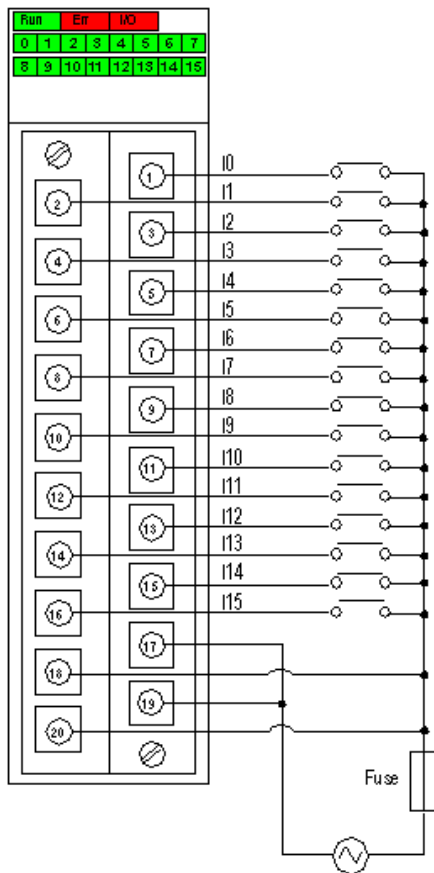 Run Err I/O
0 1 2 3 4 5 6 7
8 9 10 11 12 13 14 15
1 I0
2 I1
3 I2
4 I3
5 I4
6 I5
7 I6
8 I7
9 I8
10 I9
11 I10
12 I11
13 I12
14 I13
15 I14
16 I15
17
18
19
20
Fuse